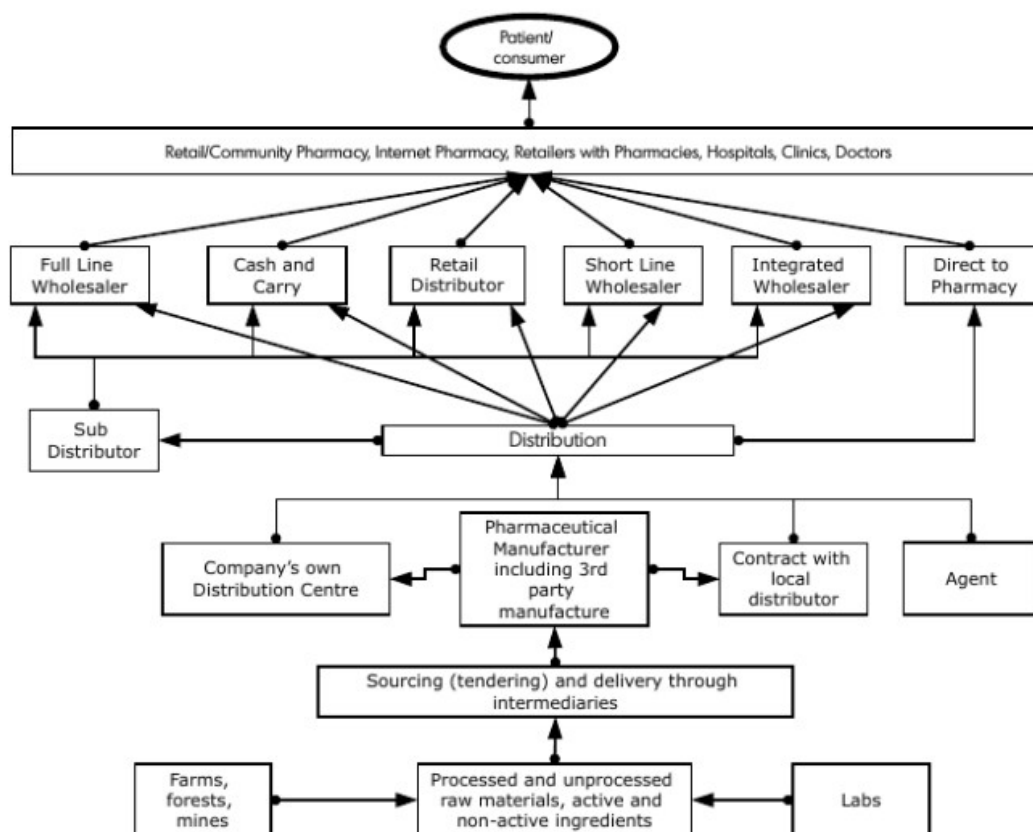 Patient/
consumer
Retail/Community Pharmacy, Internet Pharmacy, Retailers with Pharmacies, Hospitals, Clinics, Doctors
Full Line
Wholesaler
Cash and
Carry
Retail
Distributor
Short Line
Wholesaler
Integrated
Wholesaler
Direct to
Pharmacy
Sub
Distributor
Distribution
Company's own
Distribution Centre
Pharmaceutical
Manufacturer
including 3rd
party
manufacture
Contract with
local
distributor
Agent
Sourcing (tendering) and delivery through
intermediaries
Farms,
forests,
mines
Processed and unprocessed
raw materials, active and
non-active ingredients
Labs